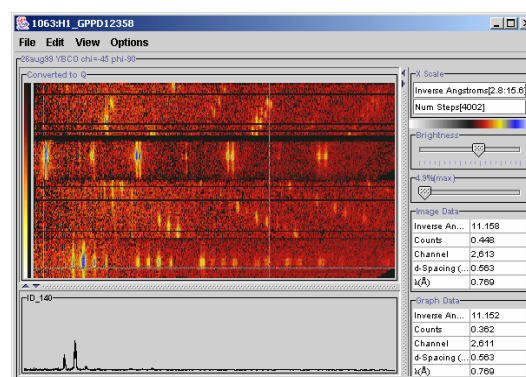 1063:H1_GPPD12358
File Edit View Options
26aug99 YBCO chi=-45 phi-90
Converted to Q
X Scale
Inverse Angstroms[2.8:15.6]
Num Steps[4002]
Brightness
4.9%(max)
Image Data
Inverse An... 11.158
Counts 0.448
Channel 2,613
d-Spacing (... 0.563
λ(Å) 0.769
ID_140
Graph Data
Inverse An... 11.152
Counts 0.362
Channel 2,611
d-Spacing (... 0.563
λ(Å) 0.769